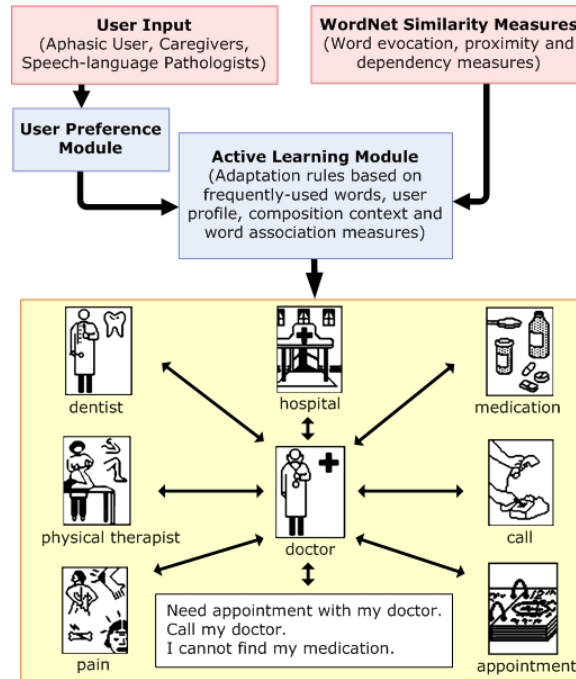 User Input
(Aphasic User, Caregivers,
Speech-language Pathologists)
WordNet Similarity Measures
(Word evocation, proximity and
dependency measures)
User Preference
Module
Active Learning Module
(Adaptation rules based on
frequently-used words, user
profile, composition context and
word association measures)
dentist
hospital
medication
physical therapist
doctor
call
pain
Need appointment with my doctor.
Call my doctor.
I cannot find my medication.
appointment